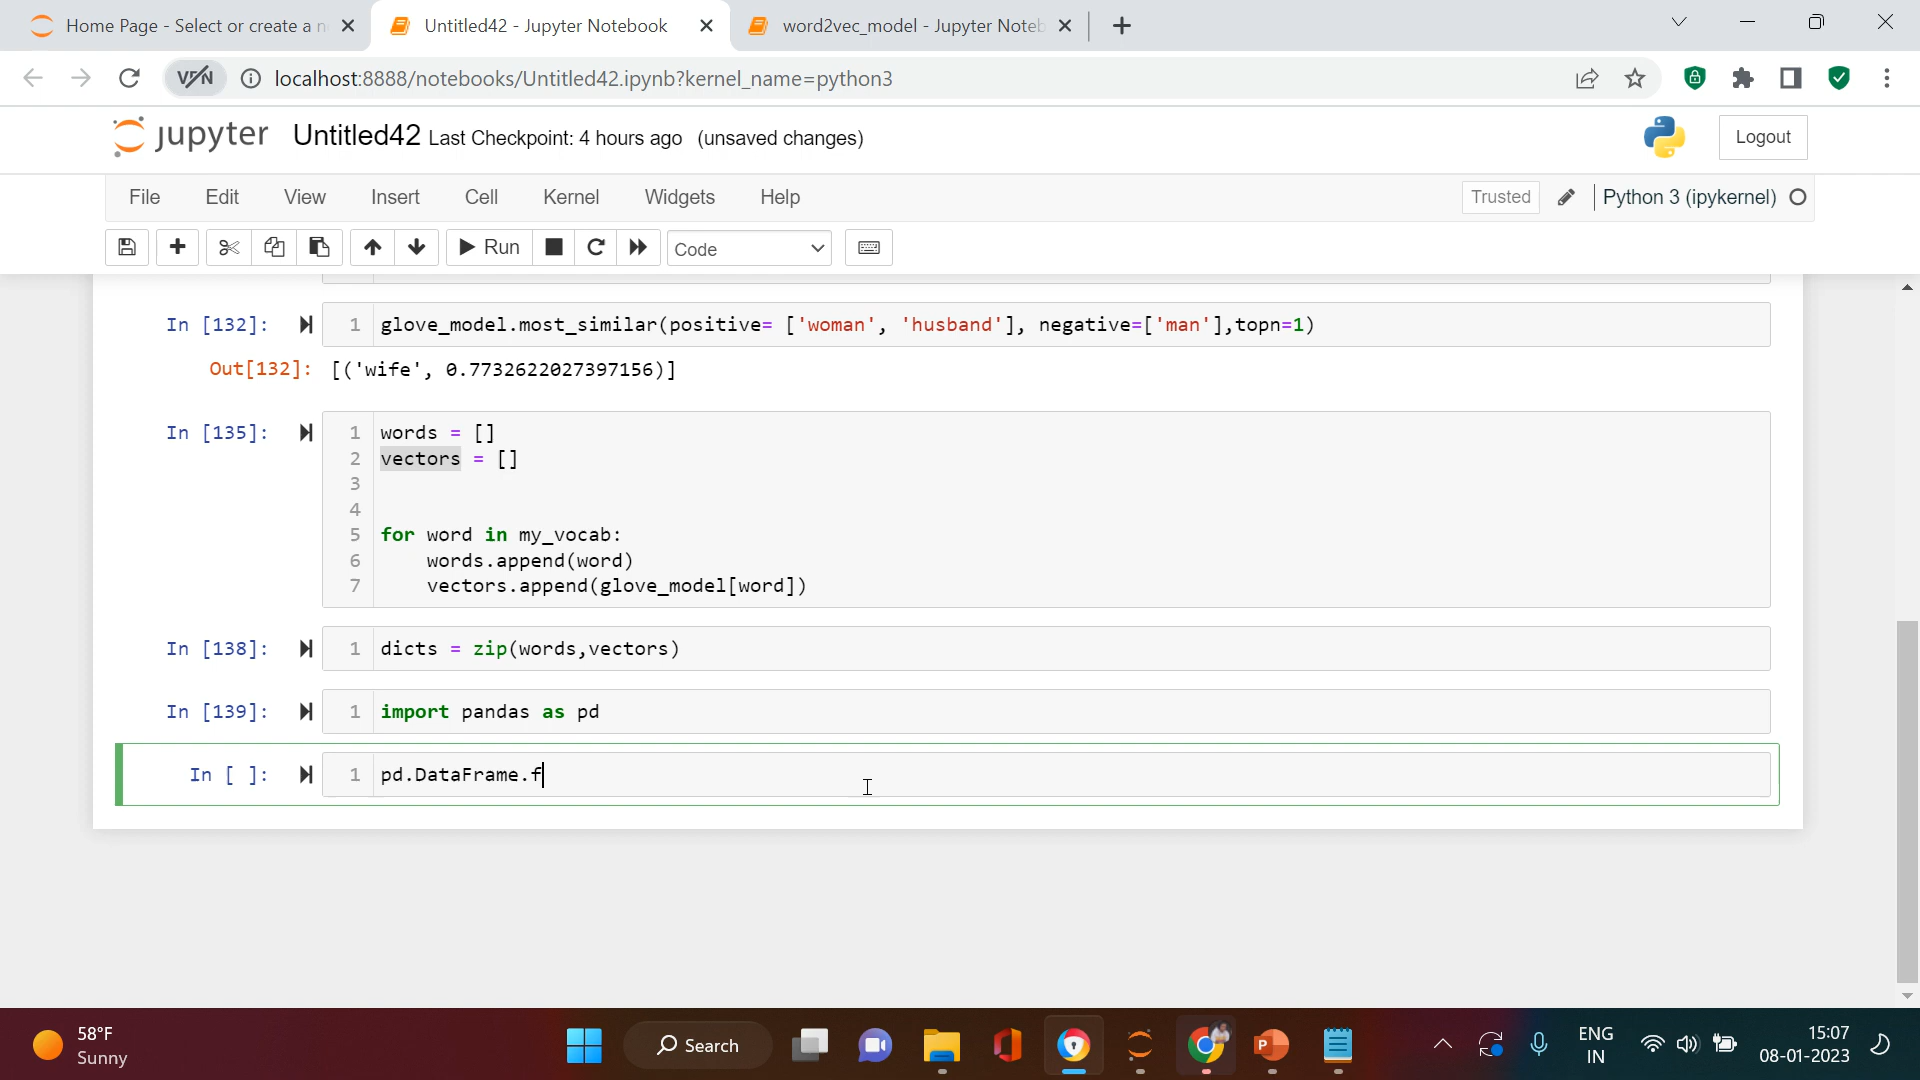 Home Page - Select or create a n
Untitled42 - Jupyter Notebook
word2vec_model - Jupyter Noteb
VPN
localhost:8888/notebooks/Untitled42.ipynb?kernel_name=python3
jupyter Untitled42 Last Checkpoint: 4 hours ago (unsaved changes)
Logout
File Edit View Insert Cell Kernel Widgets Help
Trusted
Python 3 (ipykernel)
Run
Code
In [132]: 1 glove_model.most_similar(positive= ['woman', 'husband'], negative=['man'],topn=1)
Out[132]: [('wife', 0.7732622027397156)]
In [135]: 1 words = []
2 vectors = []
3
4
5 for word in my_vocab:
6 words.append(word)
7 vectors.append(glove_model[word])
In [138]: 1 dicts = zip(words,vectors)
In [139]: 1 import pandas as pd
In [ ]: 1 pd.DataFrame.f
58°F
Sunny
Search
ENG
IN
15:07
08-01-2023